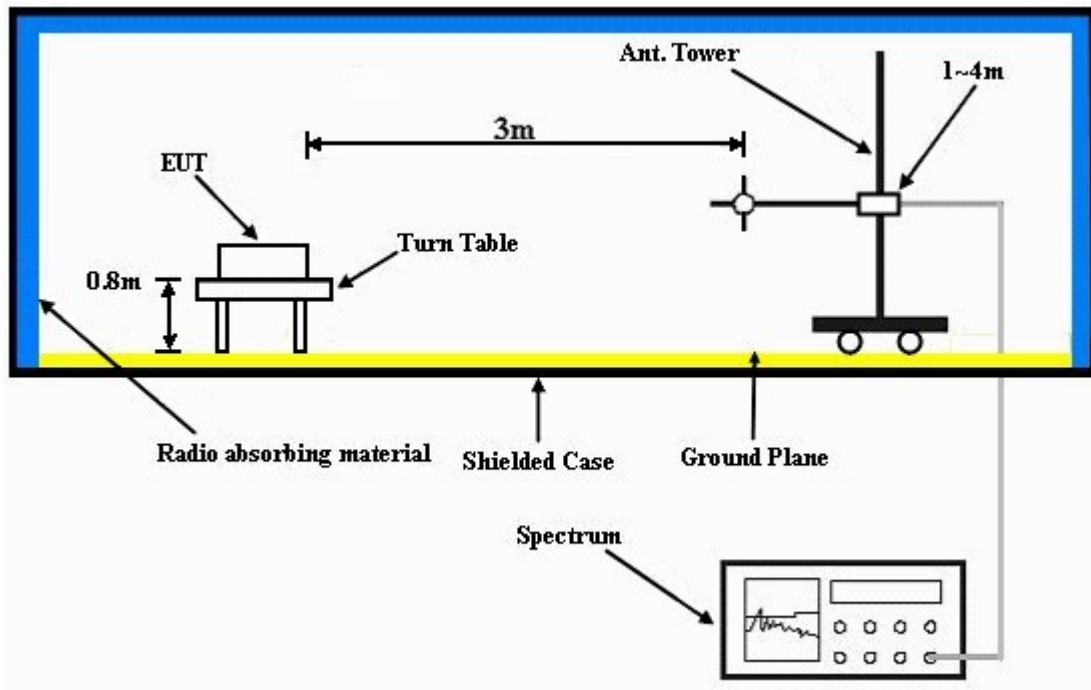 Ant. Tower
1~4m
3m
EUT
Turn Table
0.8m
Radio absorbing material
Shielded Case
Ground Plane
Spectrum